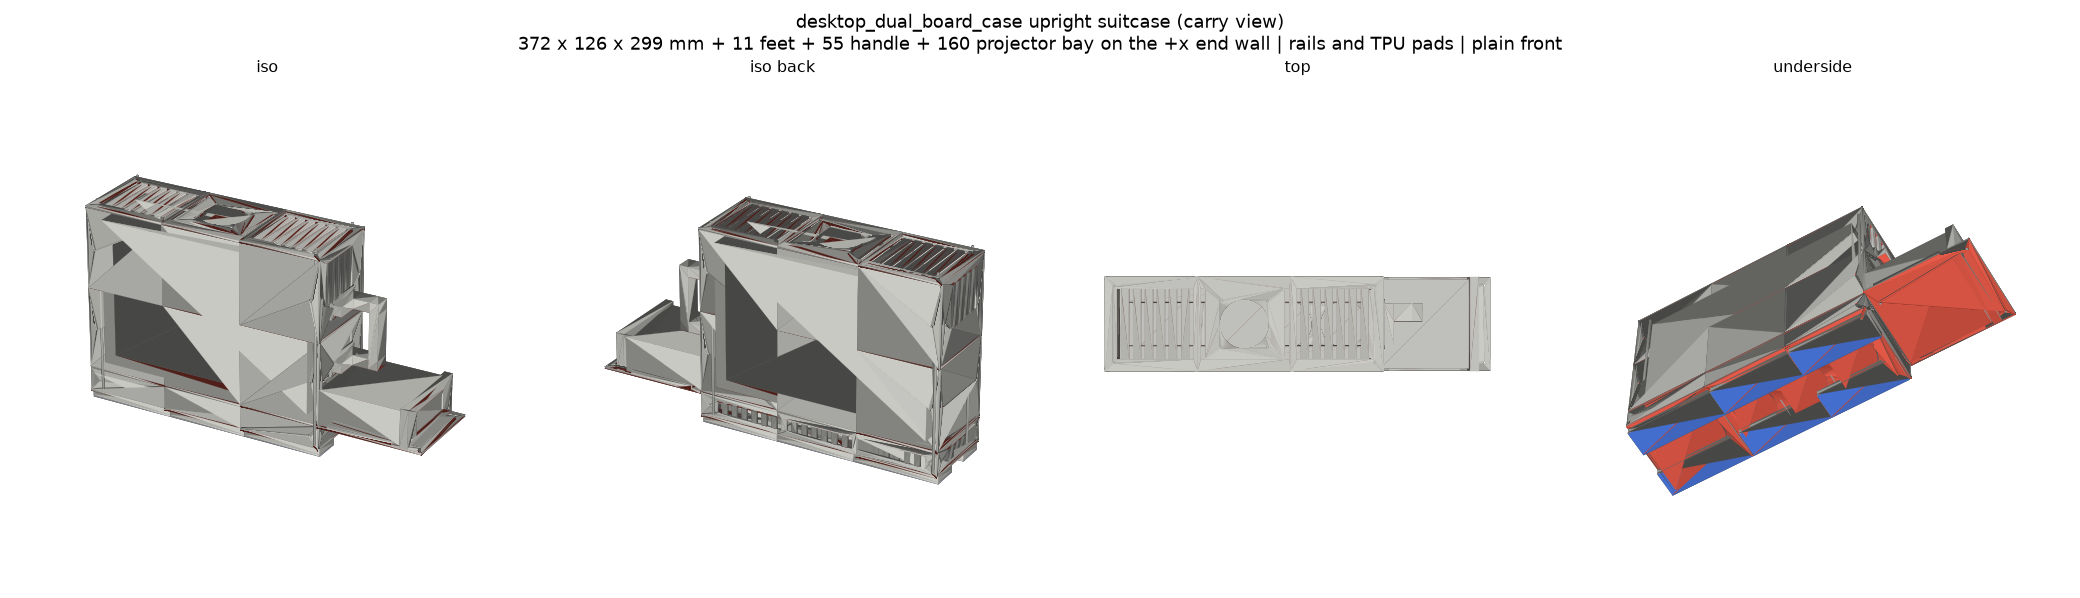 desktop_dual_board_case upright suitcase (carry view)
372 x 126 x 299 mm + 11 feet + 55 handle + 160 projector bay on the +x end wall | rails and TPU pads | plain front
iso
iso back
top
underside